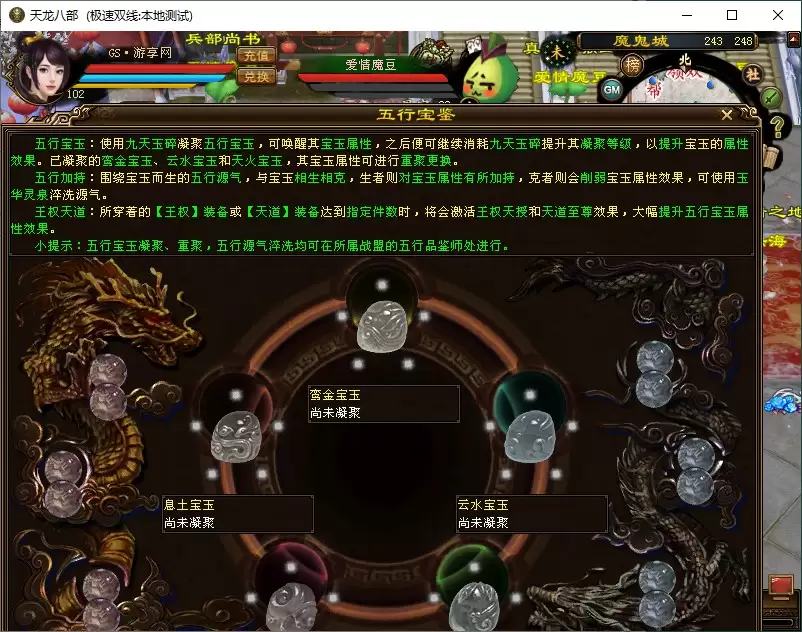 天龙八部 (极速双线:本地测试)
兵部尚书
GS·游享网
充值
兑换
102
爱情魔豆
真
未
爱情魔豆
魔鬼城 243 248
榜
北
社
GM
帮
五行宝鉴
五行宝玉：使用九天玉碎凝聚五行宝玉，可唤醒其宝玉属性，之后便可继续消耗九天玉碎提升其凝聚等级，以提升宝玉的属性
效果。已凝聚的鸾金宝玉、云水宝玉和天火宝玉，其宝玉属性可进行重聚更换。
五行加持：围绕宝玉而生的五行源气，与宝玉相生相克，生者则对宝玉属性有所加持，克者则会削弱宝玉属性效果，可使用玉
华灵泉淬洗源气。
王权天道：所穿着的【王权】装备或【天道】装备达到指定件数时，将会激活王权天授和天道至尊效果，大幅提升五行宝玉属
性效果。
小提示：五行宝玉凝聚、重聚，五行源气淬洗均可在所属战盟的五行品鉴师处进行。
之地
海
鸾金宝玉
尚未凝聚
息土宝玉
尚未凝聚
云水宝玉
尚未凝聚